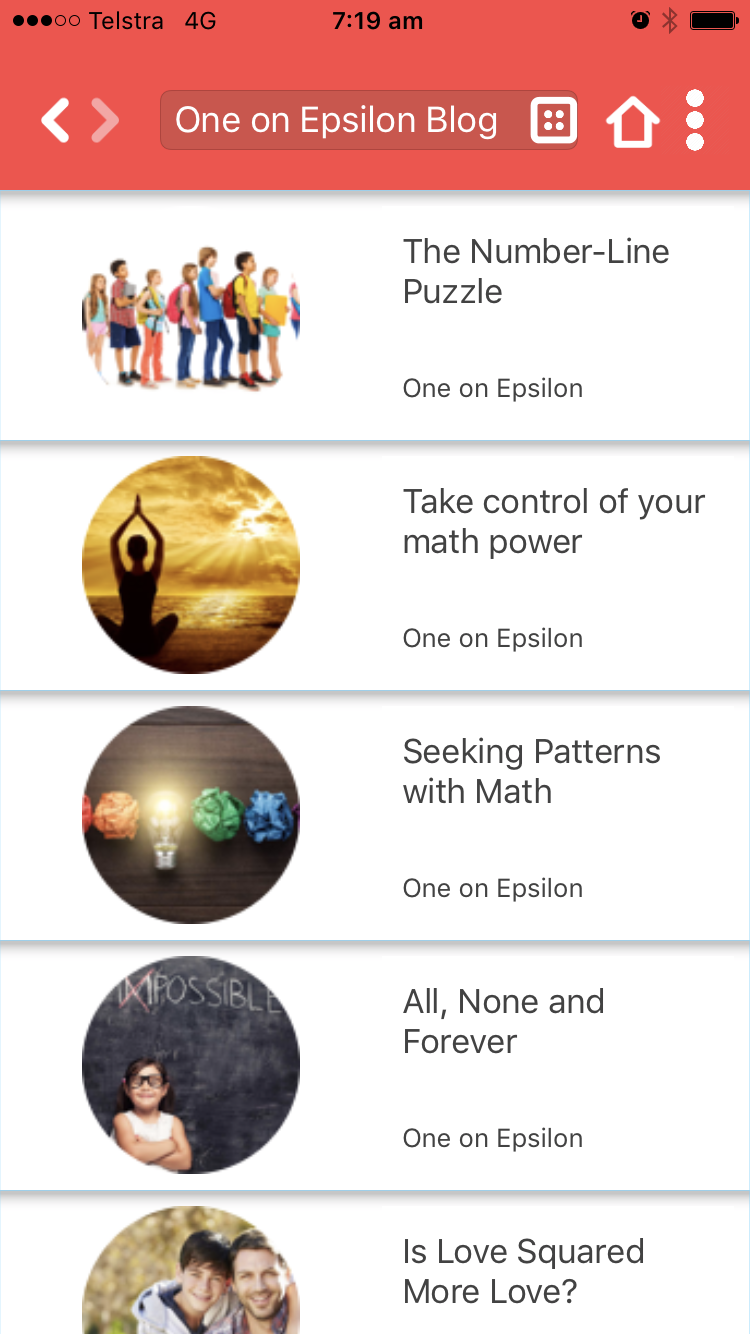 Telstra 4G 7:19 am
One on Epsilon Blog
The Number-Line
Puzzle
One on Epsilon
Take control of your
math power
One on Epsilon
Seeking Patterns
with Math
One on Epsilon
IMPOSSIBLE
All, None and
Forever
One on Epsilon
Is Love Squared
More Love?